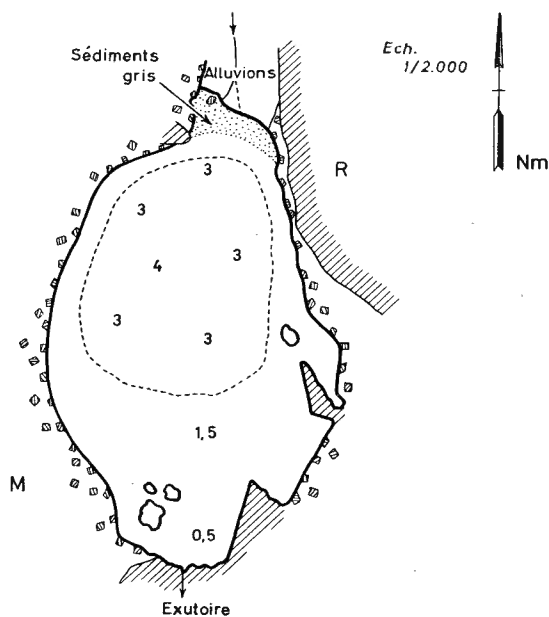 Sédiments
gris
Alluvions
Ech.
1/2.000
Nm
R
3
3
3
4
3
3
1,5
M
0,5
Exutoire